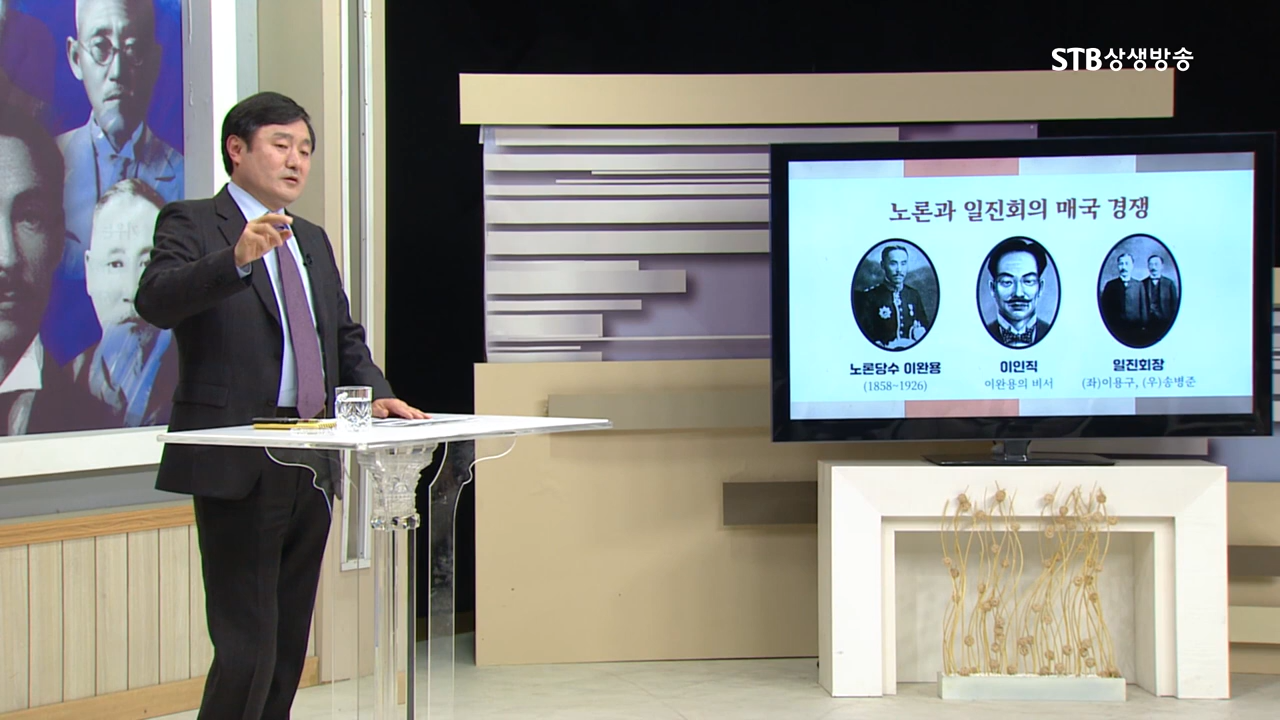 STB상생방송
노론과 일진회의 매국 경쟁
노론당수 이완용
(1858~1926)
이인직
이완용의 비서
일진회장
(좌)이용구, (우)송병준